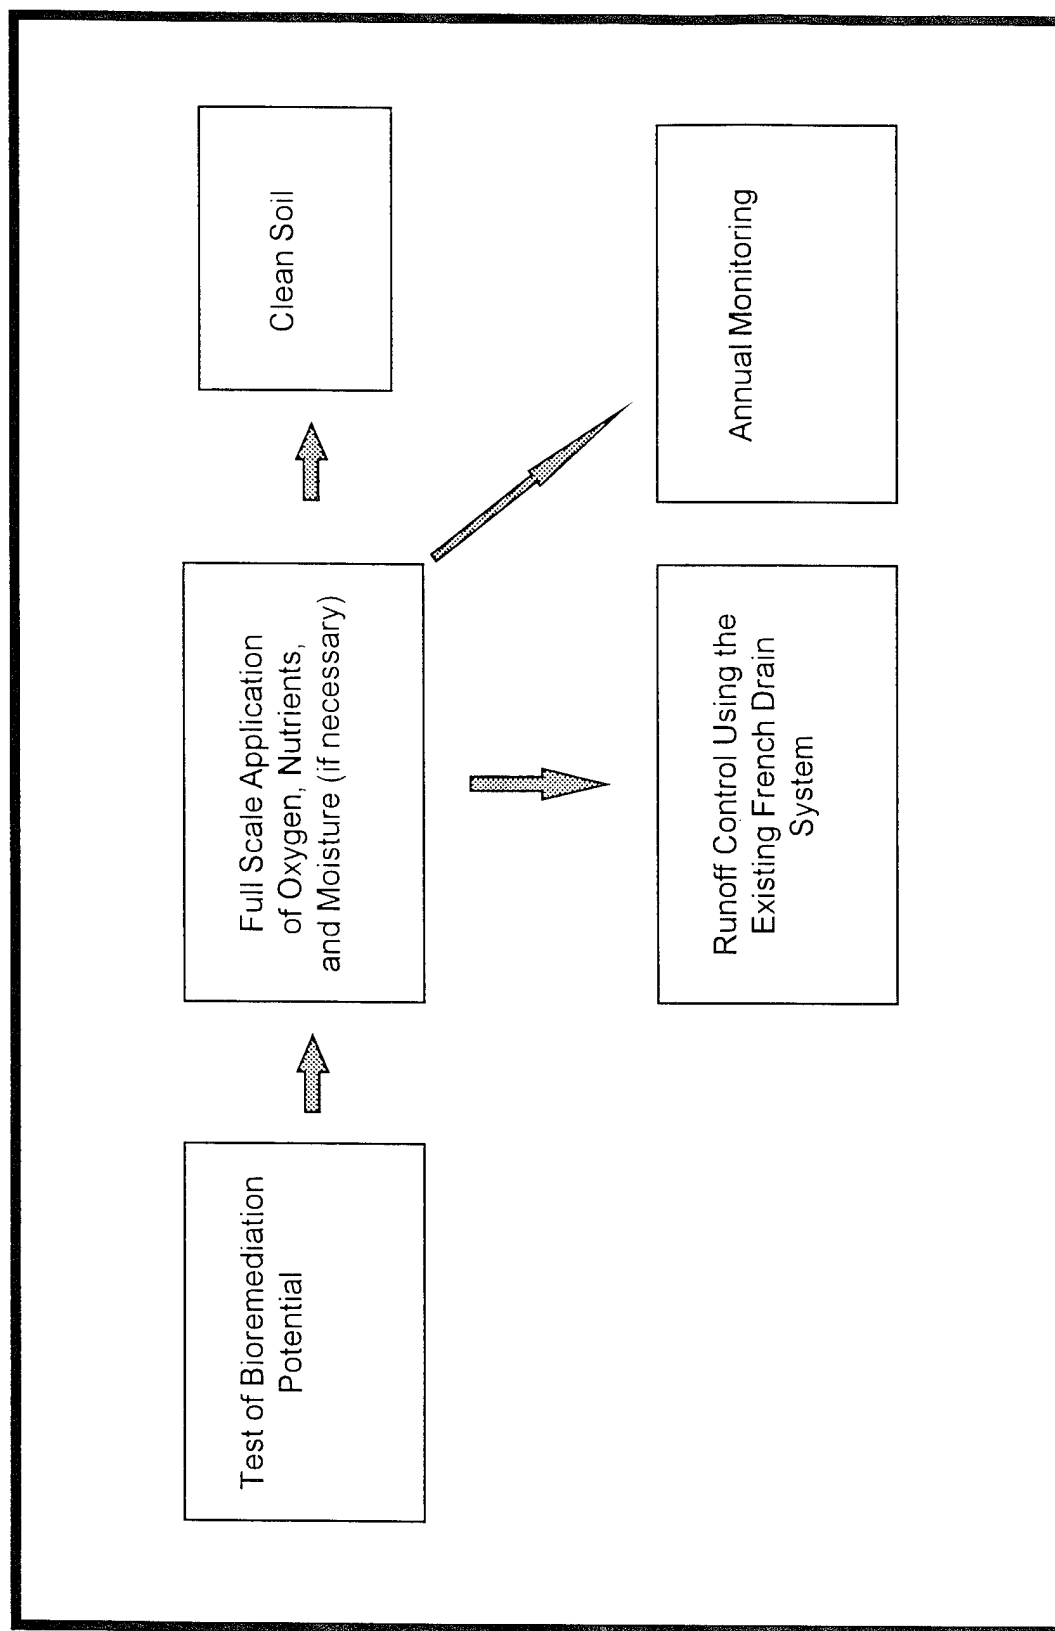 Test of Bioremediation
Potential
Full Scale Application
of Oxygen, Nutrients,
and Moisture (if necessary)
Clean Soil
Runoff Control Using the
Existing French Drain
System
Annual Monitoring